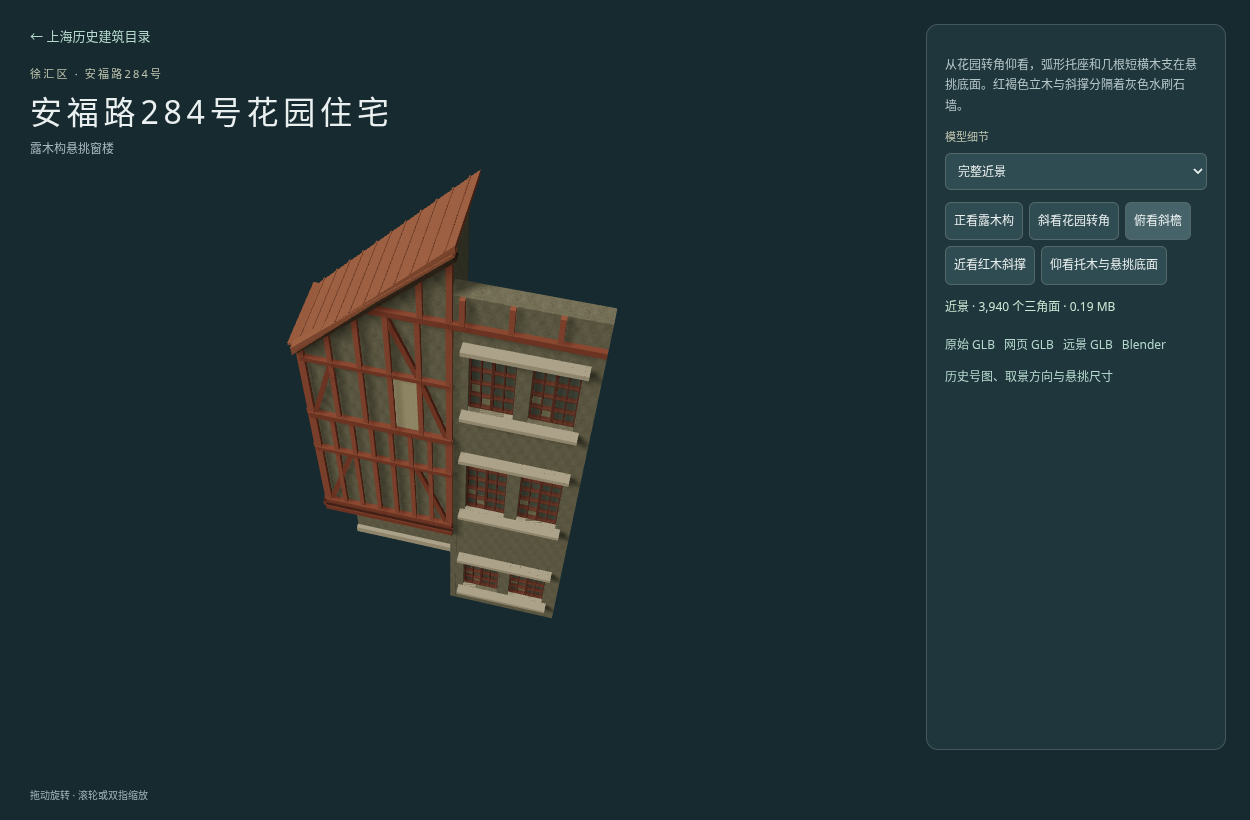 ← 上海历史建筑目录
徐汇区 · 安福路284号
安福路284号花园住宅
露木构悬挑窗楼
从花园转角仰看，弧形托座和几根短横木支在悬
挑底面。红褐色立木与斜撑分隔着灰色水刷石
墙。
模型细节
完整近景
正看露木构 斜看花园转角 俯看斜檐
近看红木斜撑 仰看托木与悬挑底面
近景 · 3,940 个三角面 · 0.19 MB
原始 GLB 网页 GLB 远景 GLB Blender
历史号图、取景方向与悬挑尺寸
拖动旋转 · 滚轮或双指缩放